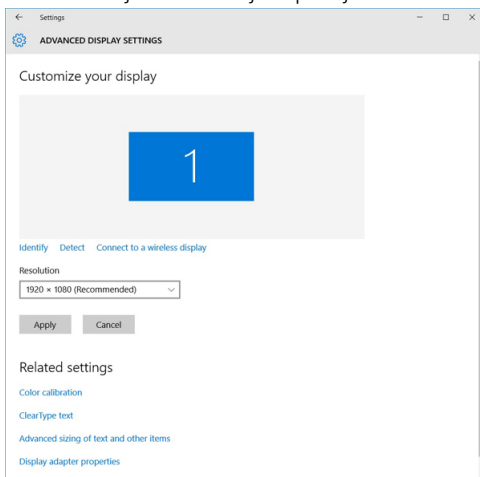 Settings
ADVANCED DISPLAY SETTINGS
Customize your display
1
Identify Detect Connect to a wireless display
Resolution
1920 × 1080 (Recommended)
Apply Cancel
Related settings
Color calibration
ClearType text
Advanced sizing of text and other items
Display adapter properties